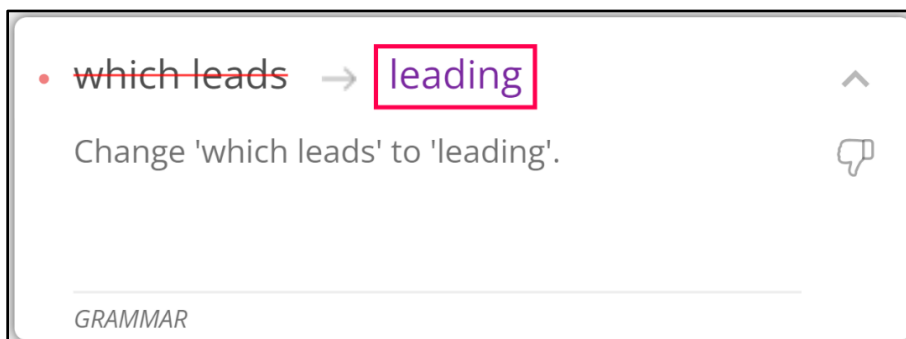 which leads → leading
Change 'which leads' to 'leading'.
GRAMMAR